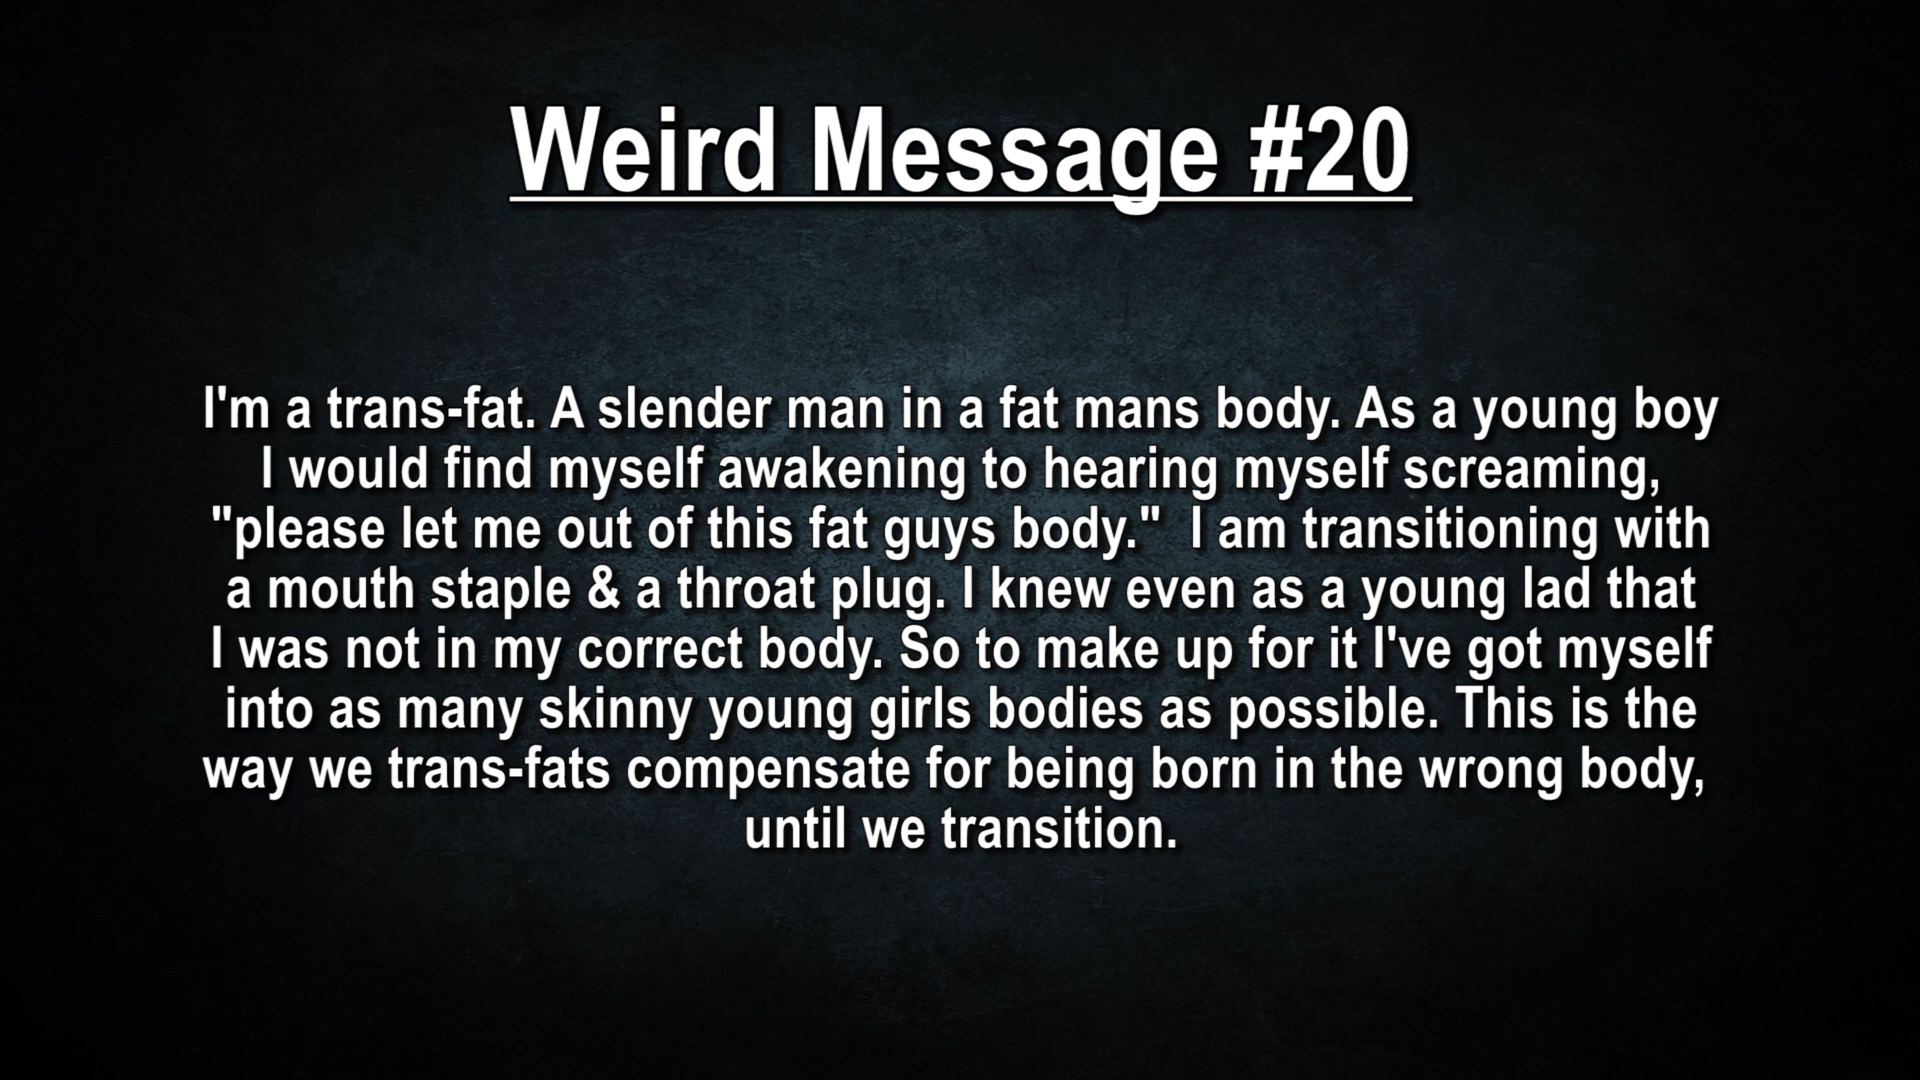 Weird Message #20
I'm a trans-fat. A slender man in a fat mans body. As a young boy
I would find myself awakening to hearing myself screaming,
"please let me out of this fat guys body."  I am transitioning with
a mouth staple & a throat plug. I knew even as a young lad that
I was not in my correct body. So to make up for it I've got myself
into as many skinny young girls bodies as possible. This is the
way we trans-fats compensate for being born in the wrong body,
until we transition.